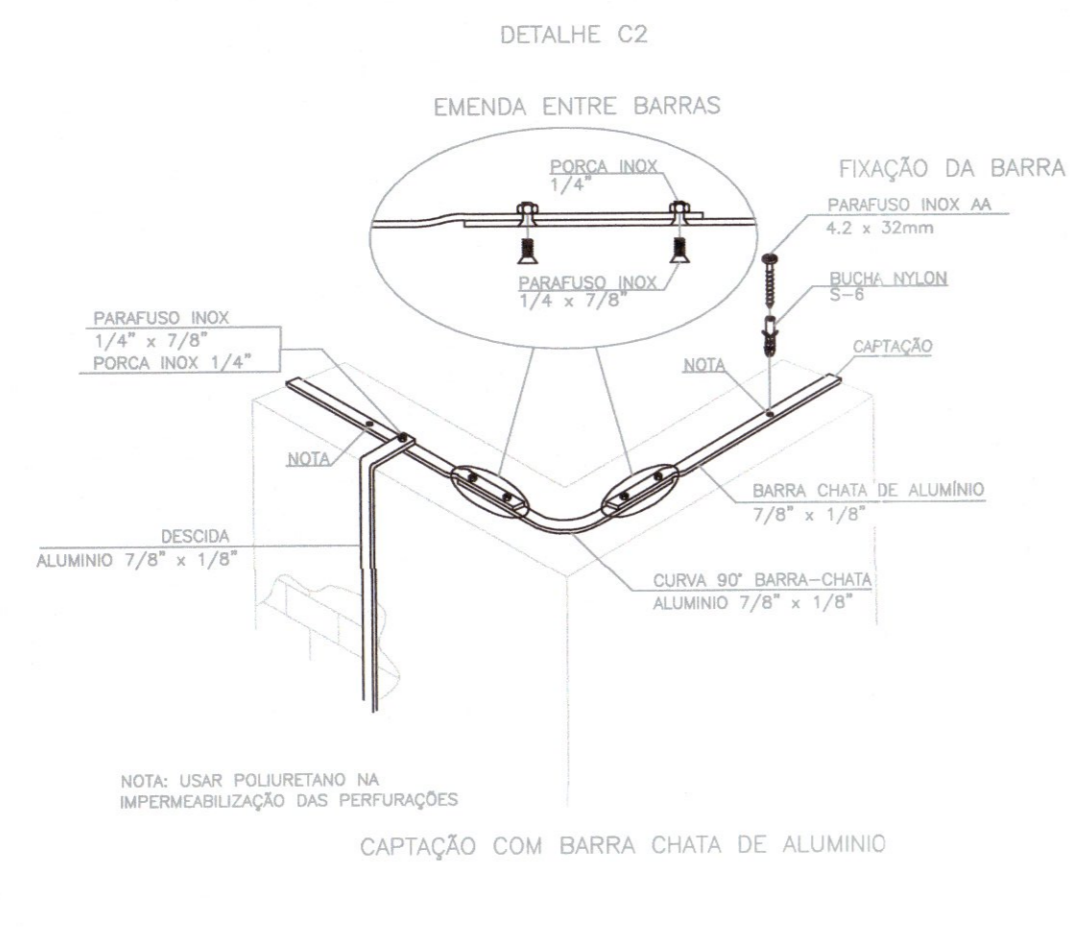 DETALHE C2
EMENDA ENTRE BARRAS
PORCA INOX
1/4"
FIXAÇÃO DA BARRA
PARAFUSO INOX AA
4.2 x 32mm
PARAFUSO INOX
1/4 x 7/8"
BUCHA NYLON
S-6
PARAFUSO INOX
1/4" x 7/8"
PORCA INOX 1/4"
CAPTAÇÃO
NOTA
NOTA
BARRA CHATA DE ALUMÍNIO
7/8" x 1/8"
DESCIDA
ALUMINIO 7/8" x 1/8"
CURVA 90° BARRA-CHATA
ALUMINIO 7/8" x 1/8"
NOTA: USAR POLIURETANO NA
IMPERMEABILIZAÇÃO DAS PERFURAÇÕES
CAPTAÇÃO COM BARRA CHATA DE ALUMINIO